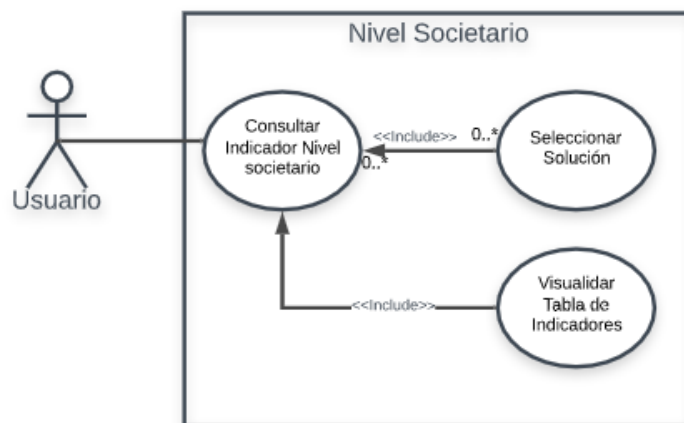 Nivel Societario
Consultar
Indicador Nivel
societario
<<Include>>
0..*
0..*
Seleccionar
Solución
Usuario
Visualidar
Tabla de
Indicadores
<<Include>>